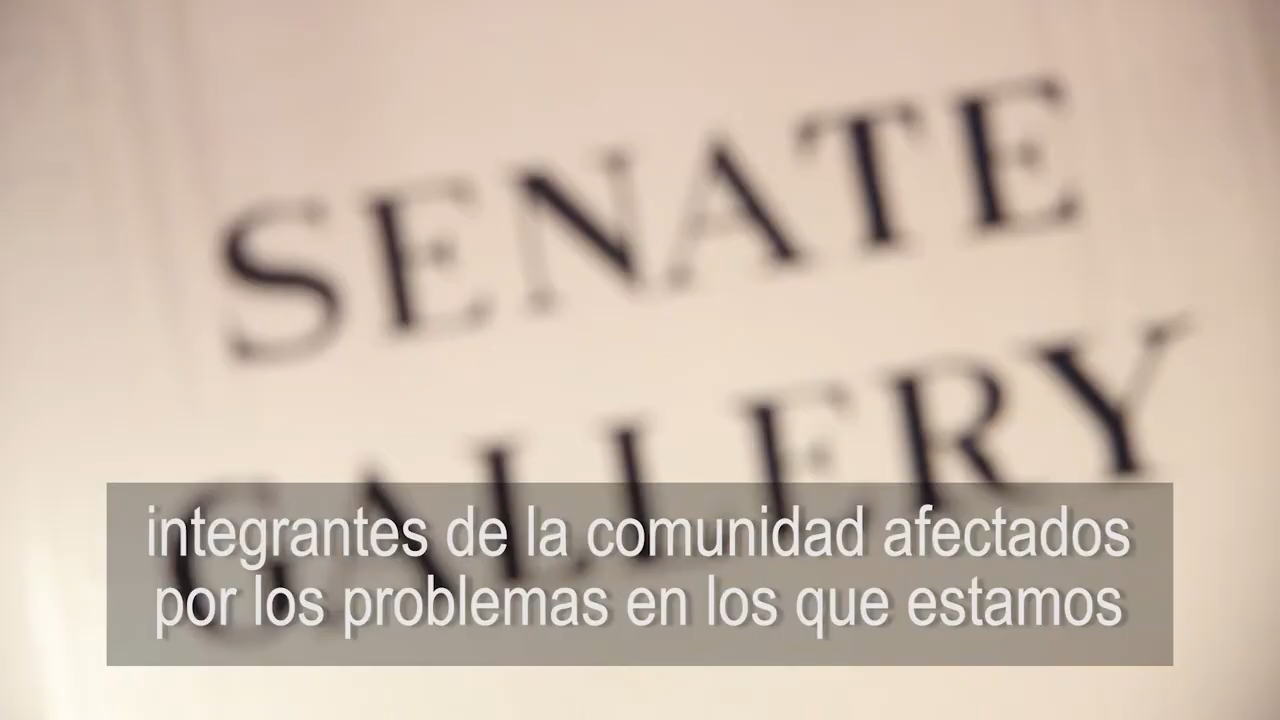 SENATE
GALLERY
integrantes de la comunidad afectados
por los problemas en los que estamos